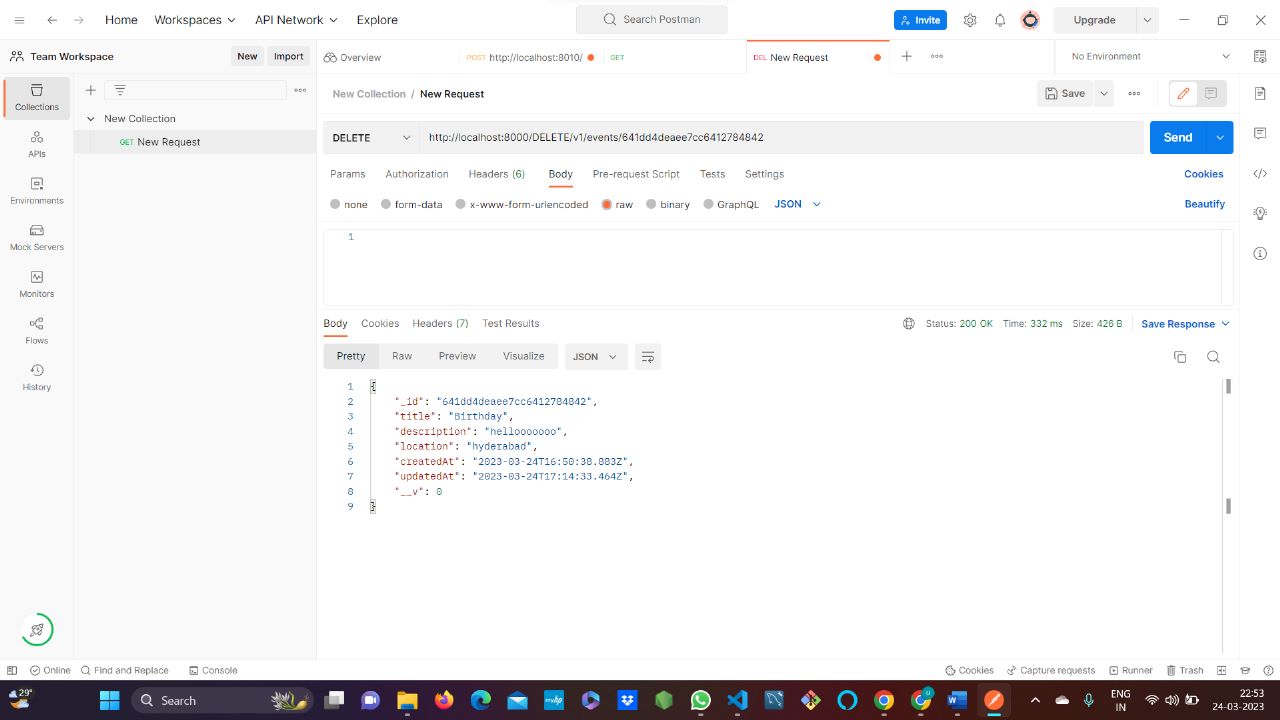 Home Workspaces API Network Explore Search Postman Invite Upgrade
Team Workspace New Import Overview POST http://localhost:8010/ GET DEL New Request No Environment
Collections
New Collection / New Request Save
New Collection
GET New Request
DELETE http://localhost:8000/DELETE/v1/events/641dd4deaee7cc6412784842 Send
APIs
Params Authorization Headers (6) Body Pre-request Script Tests Settings Cookies
Environments
none form-data x-www-form-urlencoded raw binary GraphQL JSON Beautify
1
Mock Servers
Monitors
Flows
History
Body Cookies Headers (7) Test Results Status: 200 OK Time: 332 ms Size: 426 B Save Response
Pretty Raw Preview Visualize JSON
1 {
2 "_id": "641dd4deaee7cc6412784842",
3 "title": "Birthday",
4 "description": "hellooooooo",
5 "location": "hyderabad",
6 "createdAt": "2023-03-24T16:50:38.883Z",
7 "updatedAt": "2023-03-24T17:14:33.464Z",
8 "__v": 0
9 }
Online Find and Replace Console Cookies Capture requests Runner Trash
29° Search ENG IN 22:53
24-03-2023